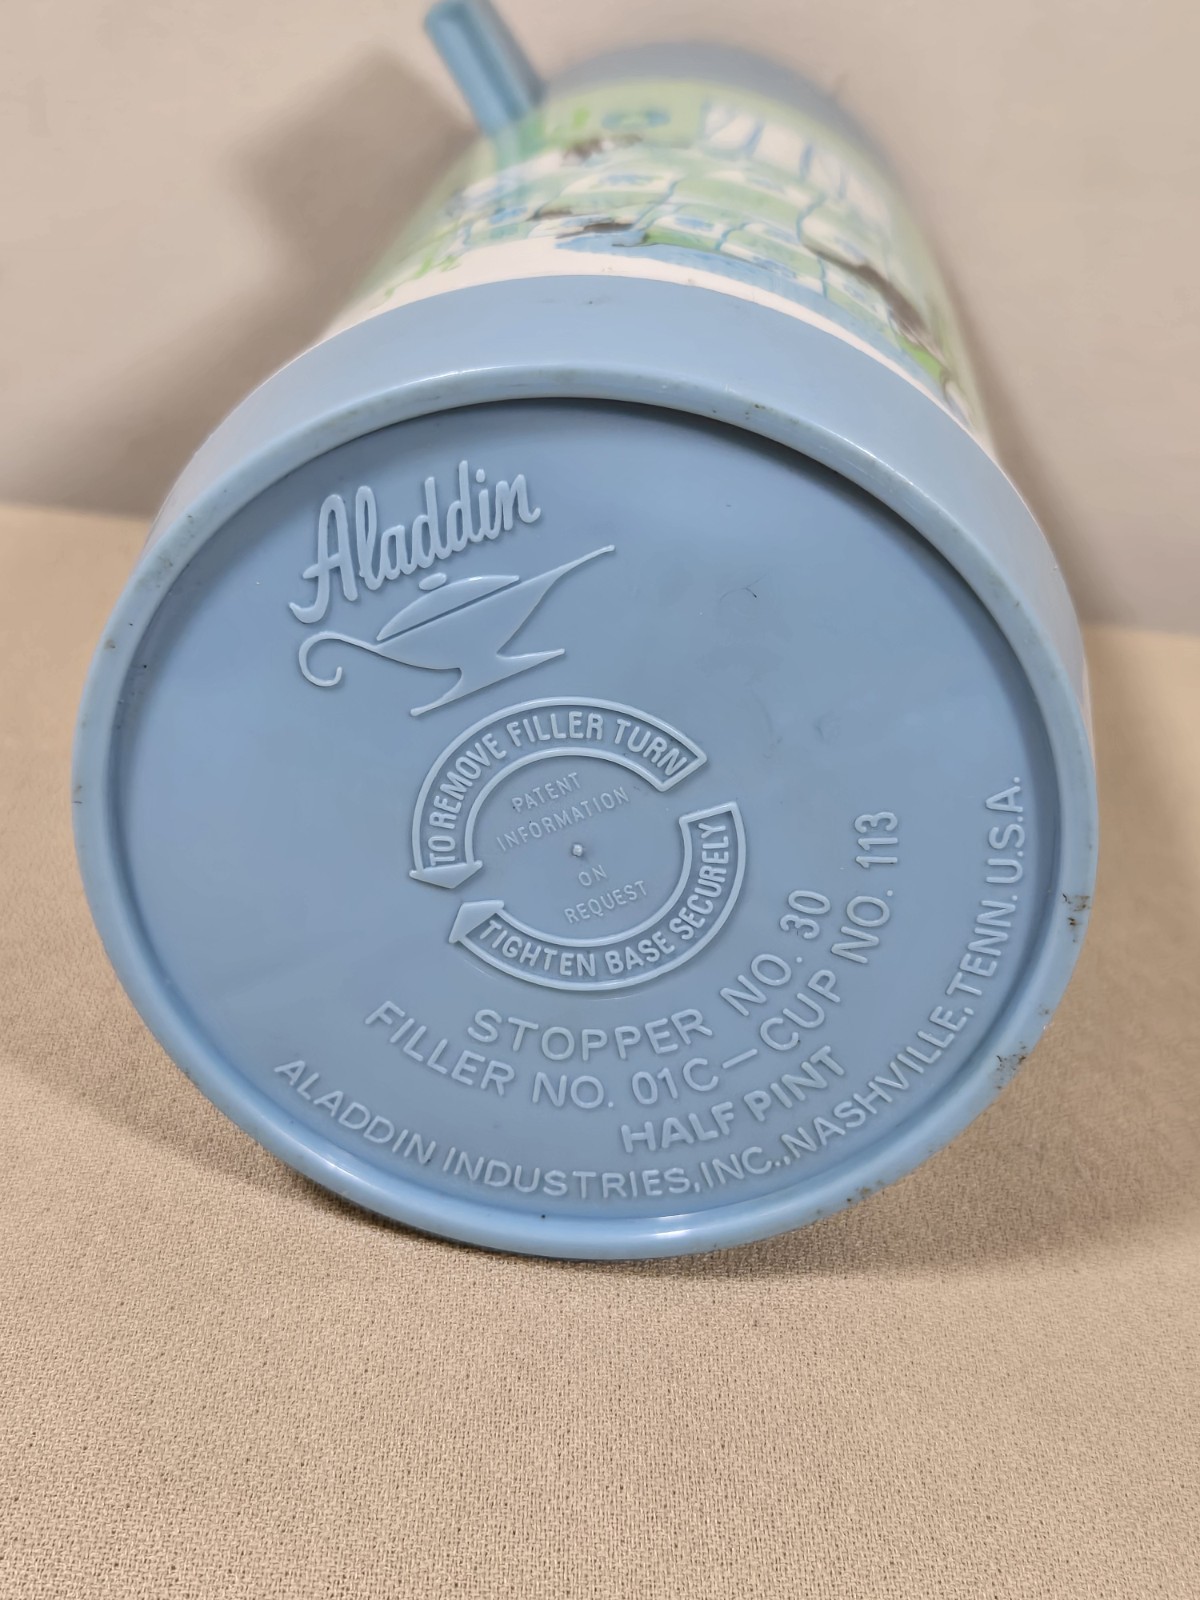 Aladdin
TO REMOVE FILLER TURN
PATENT
INFORMATION
ON
REQUEST
TIGHTEN BASE SECURELY
STOPPER NO. 30
FILLER NO. 01C—CUP NO. 113
HALF PINT
ALADDIN INDUSTRIES, INC., NASHVILLE, TENN. U.S.A.